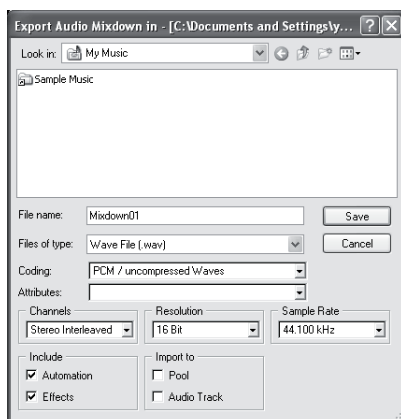 Export Audio Mixdown in - [C:\Documents and Settings\y...
Look in: My Music
Sample Music
File name: Mixdown01 Save
Files of type: Wave File (.wav) Cancel
Coding: PCM / uncompressed Waves
Attributes:
Channels Resolution Sample Rate
Stereo Interleaved 16 Bit 44.100 kHz
Include Import to
Automation Pool
Effects Audio Track